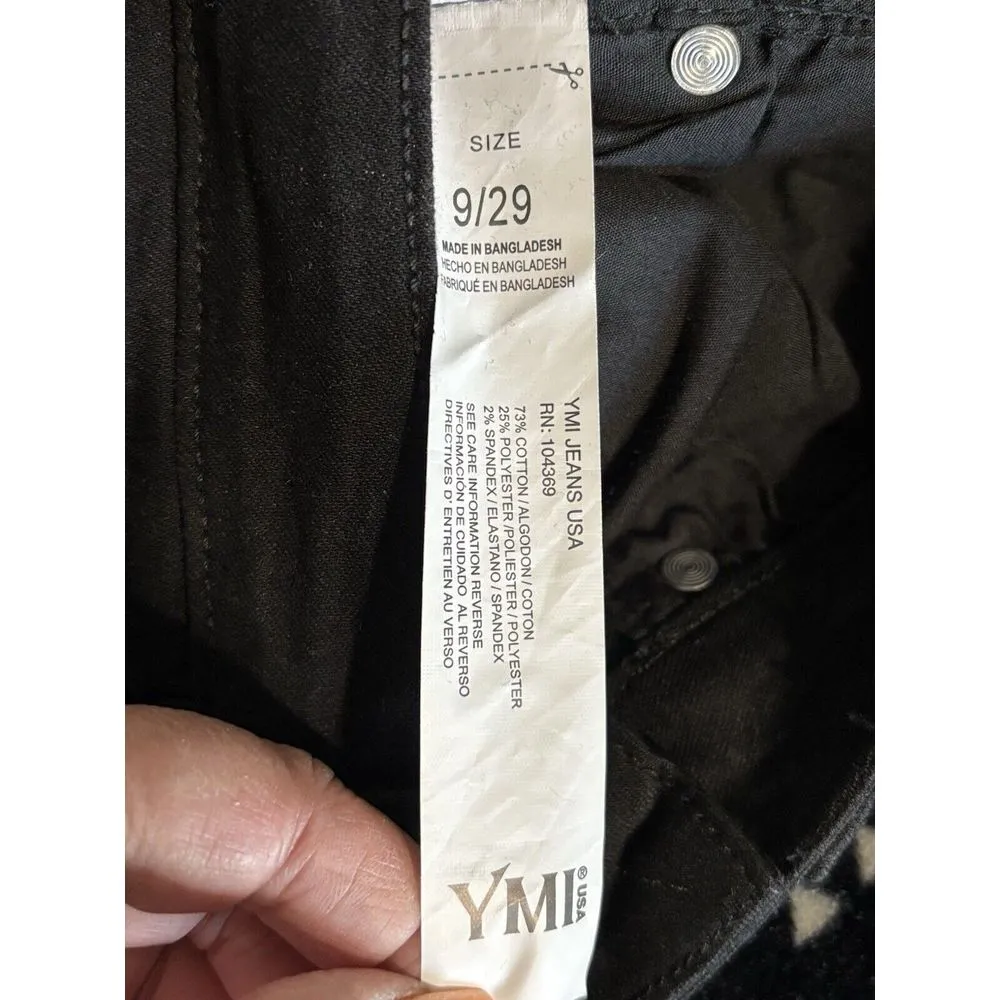 SIZE
9/29
MADE IN BANGLADESH
HECHO EN BANGLADESH
FABRIQUÉ EN BANGLADESH
YMI JEANS USA
RN: 104369
73% COTTON / ALGODON / COTON
25% POLYESTER / POLIESTER / POLYESTER
2% SPANDEX / ELASTANO / SPANDEX
SEE CARE INFORMATION REVERSE
INFORMACIÓN DE CUIDADO AL REVERSO
DIRECTIVES D' ENTRETIEN AU VERSO
YMI® USA